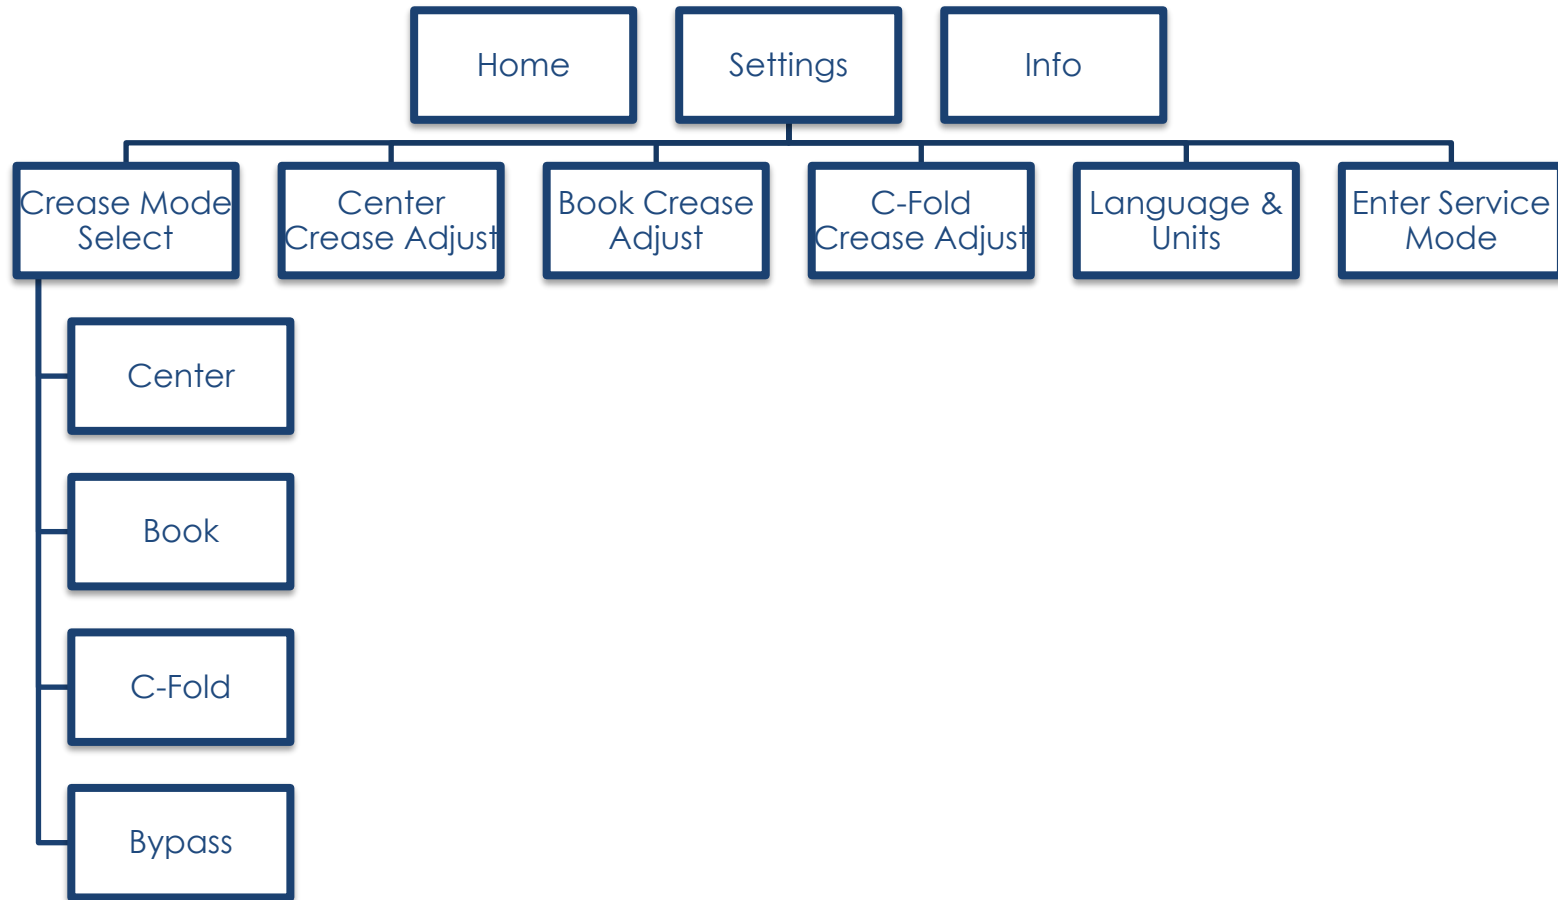 Home
Settings
Info
Crease Mode
Select
Center
Crease Adjust
Book Crease
Adjust
C-Fold
Crease Adjust
Language &
Units
Enter Service
Mode
Center
Book
C-Fold
Bypass